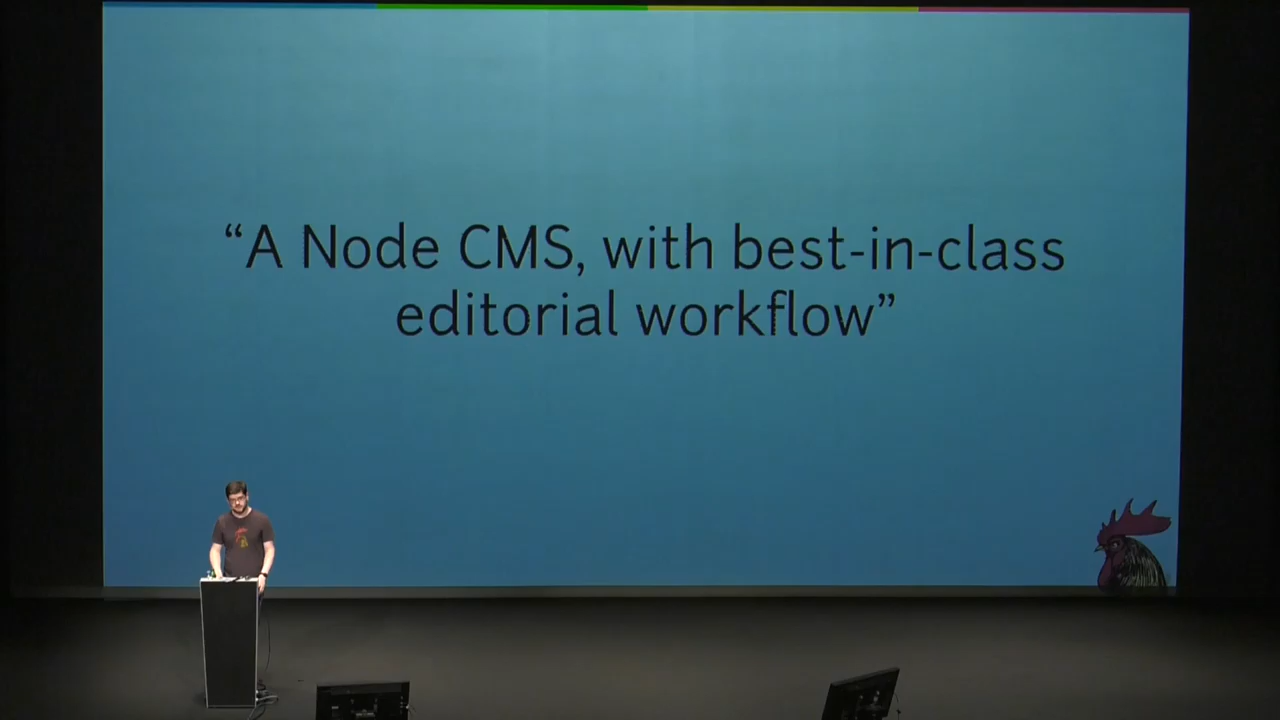 “A Node CMS, with best-in-class
editorial workflow”